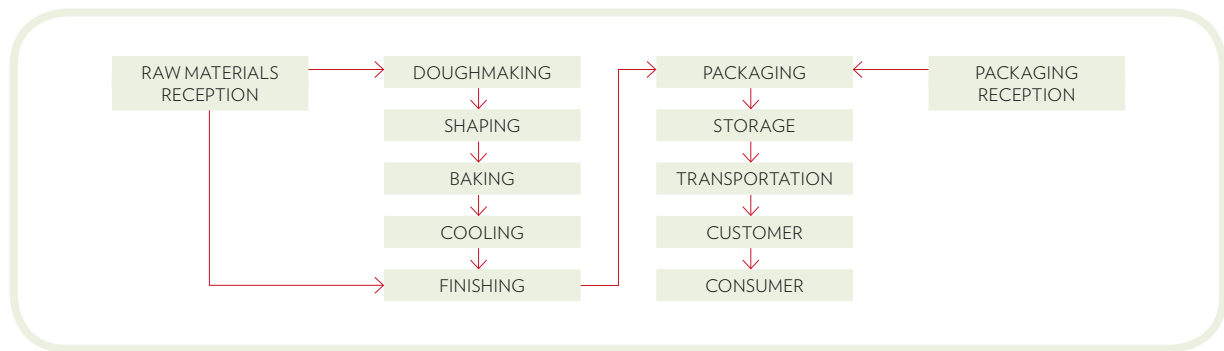 RAW MATERIALS
RECEPTION
DOUGHMAKING
SHAPING
BAKING
COOLING
FINISHING
PACKAGING
STORAGE
TRANSPORTATION
CUSTOMER
CONSUMER
PACKAGING
RECEPTION